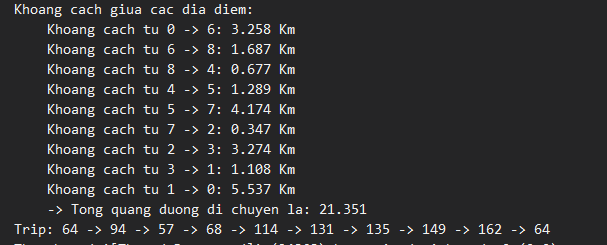 Khoang cach giua cac dia diem:
Khoang cach tu 0 -> 6: 3.258 Km
Khoang cach tu 6 -> 8: 1.687 Km
Khoang cach tu 8 -> 4: 0.677 Km
Khoang cach tu 4 -> 5: 1.289 Km
Khoang cach tu 5 -> 7: 4.174 Km
Khoang cach tu 7 -> 2: 0.347 Km
Khoang cach tu 2 -> 3: 3.274 Km
Khoang cach tu 3 -> 1: 1.108 Km
Khoang cach tu 1 -> 0: 5.537 Km
-> Tong quang duong di chuyen la: 21.351
Trip: 64 -> 94 -> 57 -> 68 -> 114 -> 131 -> 135 -> 149 -> 162 -> 64